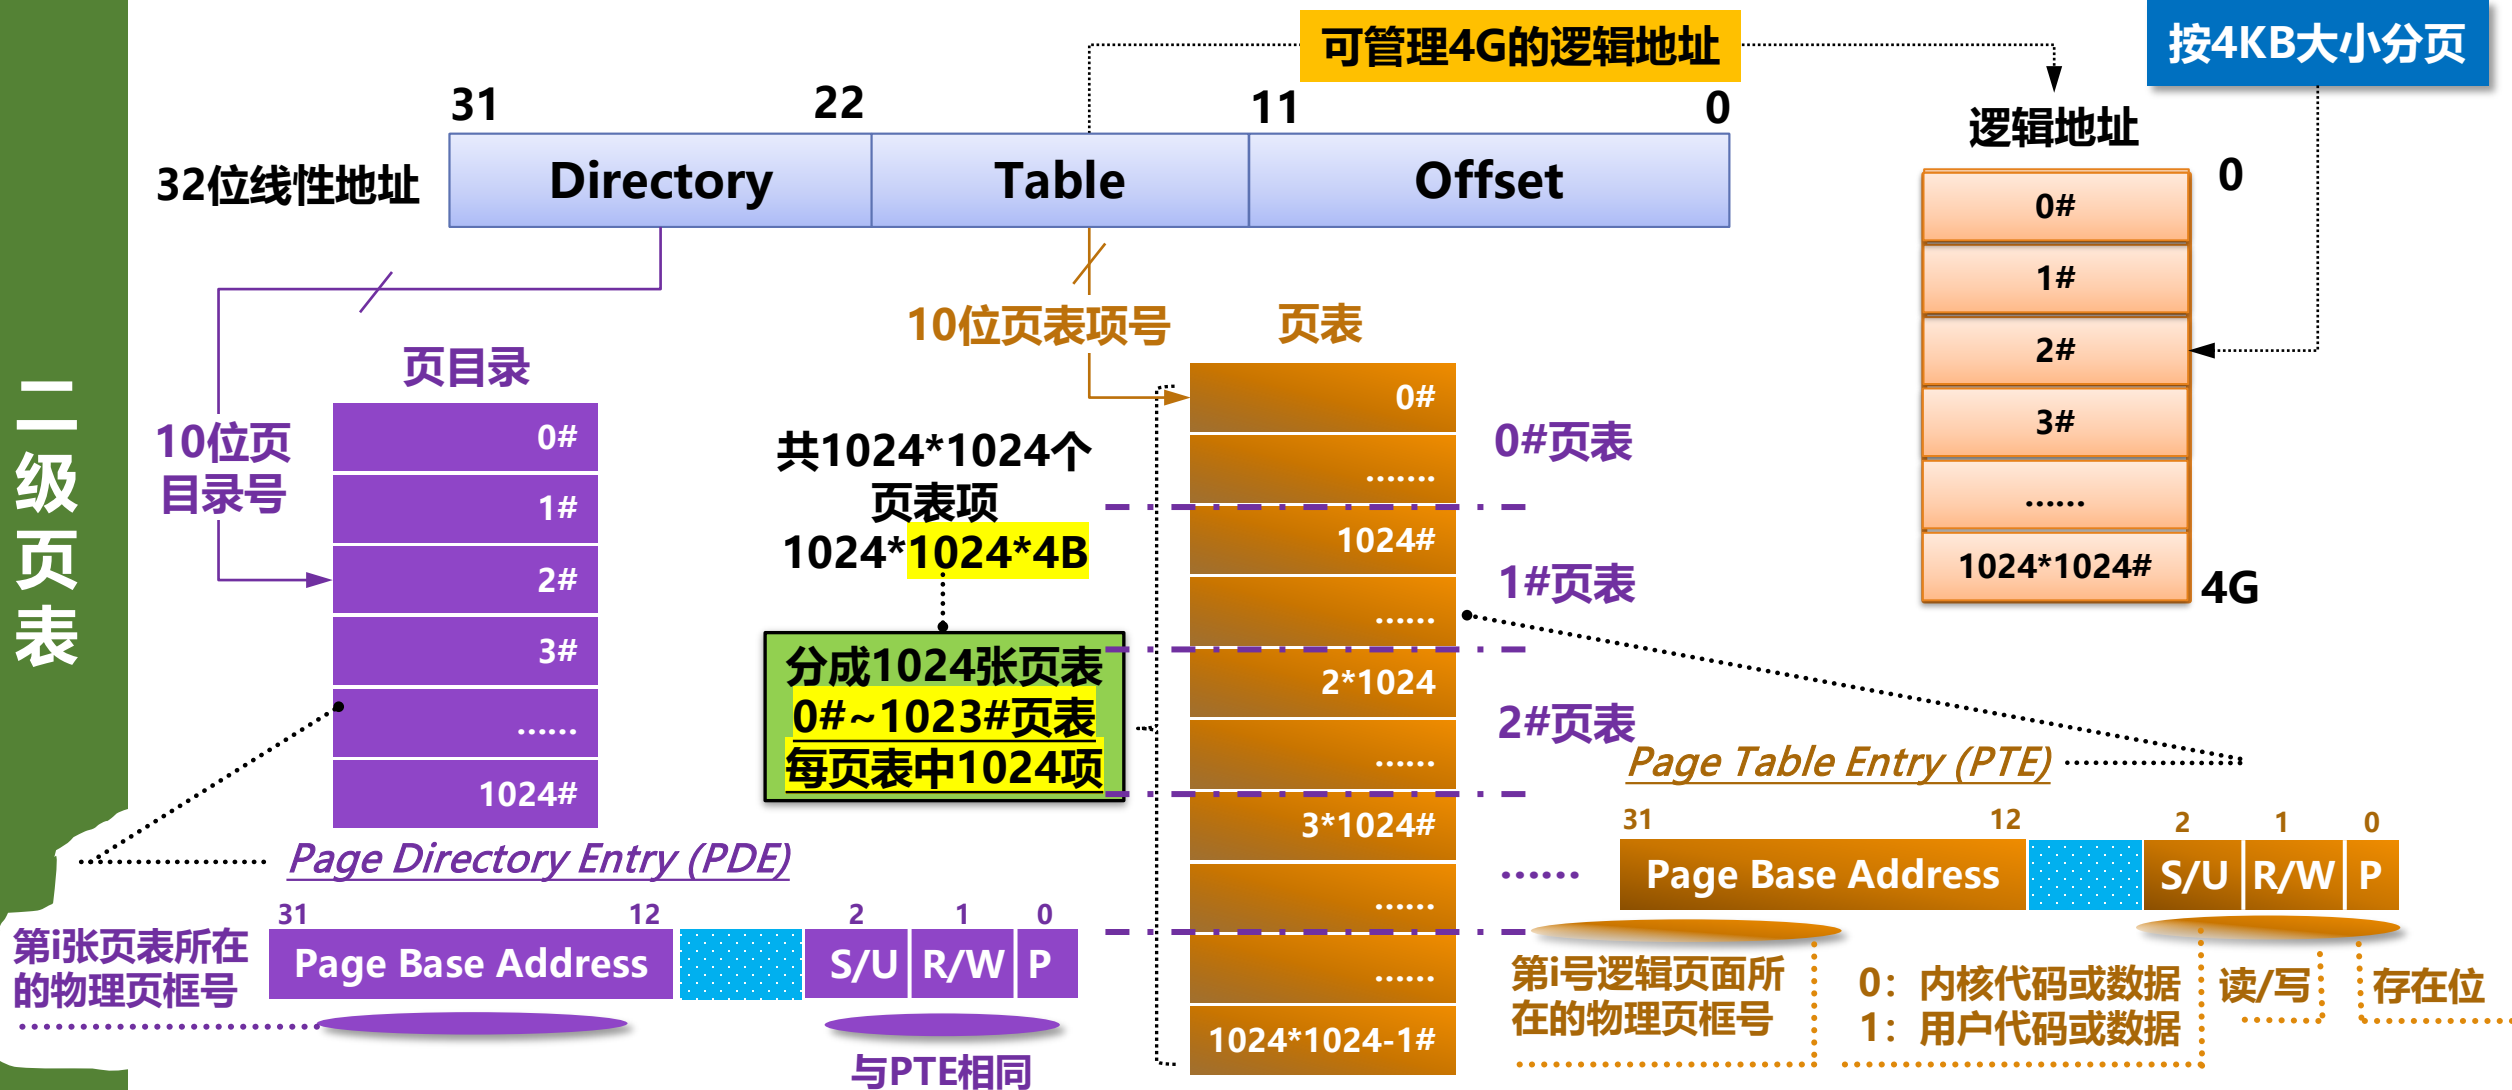 二级页表
可管理4G的逻辑地址
按4KB大小分页
31 22 11 0
32位线性地址
Directory Table Offset
逻辑地址
0
0#
1#
2#
3#
......
1024*1024#
4G
10位页
目录号
页目录
0#
1#
2#
3#
......
1024#
10位页表项号
页表
共1024*1024个
页表项
1024*1024*4B
分成1024张页表
0#~1023#页表
每页表中1024项
0#
.......
1024#
......
2*1024
......
3*1024#
......
......
1024*1024-1#
0#页表
1#页表
2#页表
......
Page Directory Entry (PDE)
31 12 2 1 0
Page Base Address S/U R/W P
第i张页表所在
的物理页框号
与PTE相同
Page Table Entry (PTE)
31 12 2 1 0
Page Base Address S/U R/W P
第i号逻辑页面所
在的物理页框号
0：内核代码或数据
1：用户代码或数据
读/写
存在位